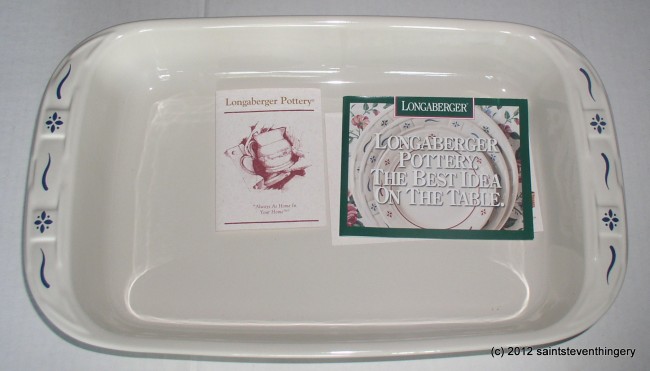 Longaberger Pottery®
"Always At Home In
Your Home"™
LONGABERGER®
LONGABERGER
POTTERY.
THE BEST IDEA
ON THE TABLE.
(c) 2012 saintsteventhingery